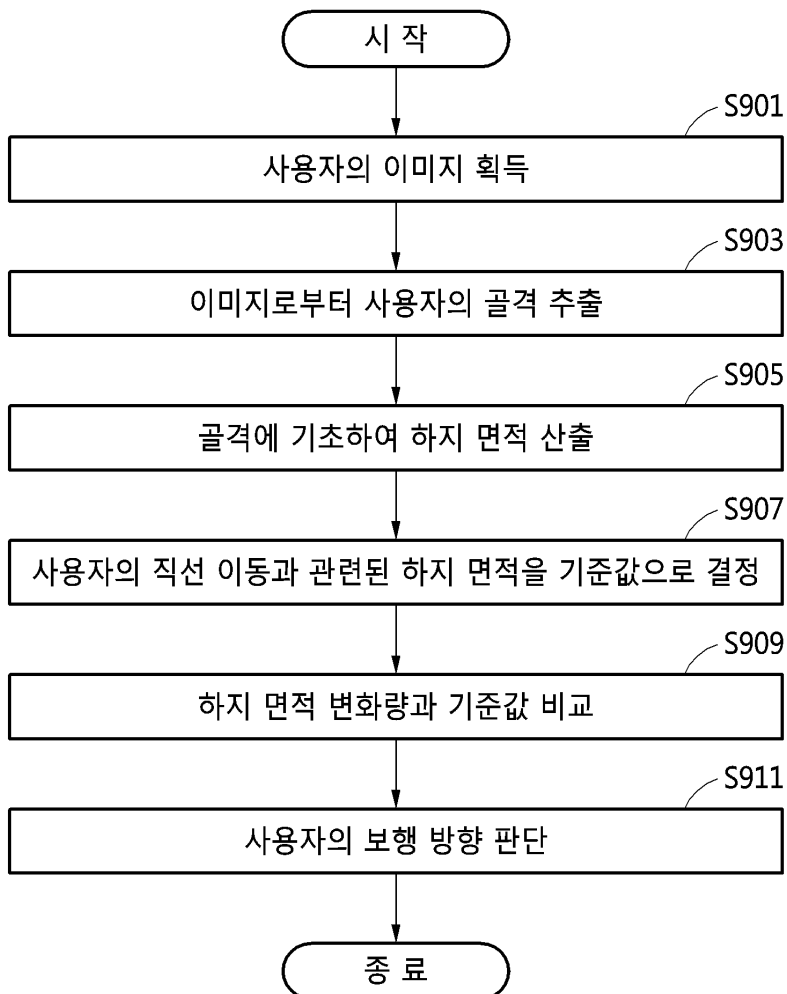 시 작
S901
사용자의 이미지 획득
S903
이미지로부터 사용자의 골격 추출
S905
골격에 기초하여 하지 면적 산출
S907
사용자의 직선 이동과 관련된 하지 면적을 기준값으로 결정
S909
하지 면적 변화량과 기준값 비교
S911
사용자의 보행 방향 판단
종 료